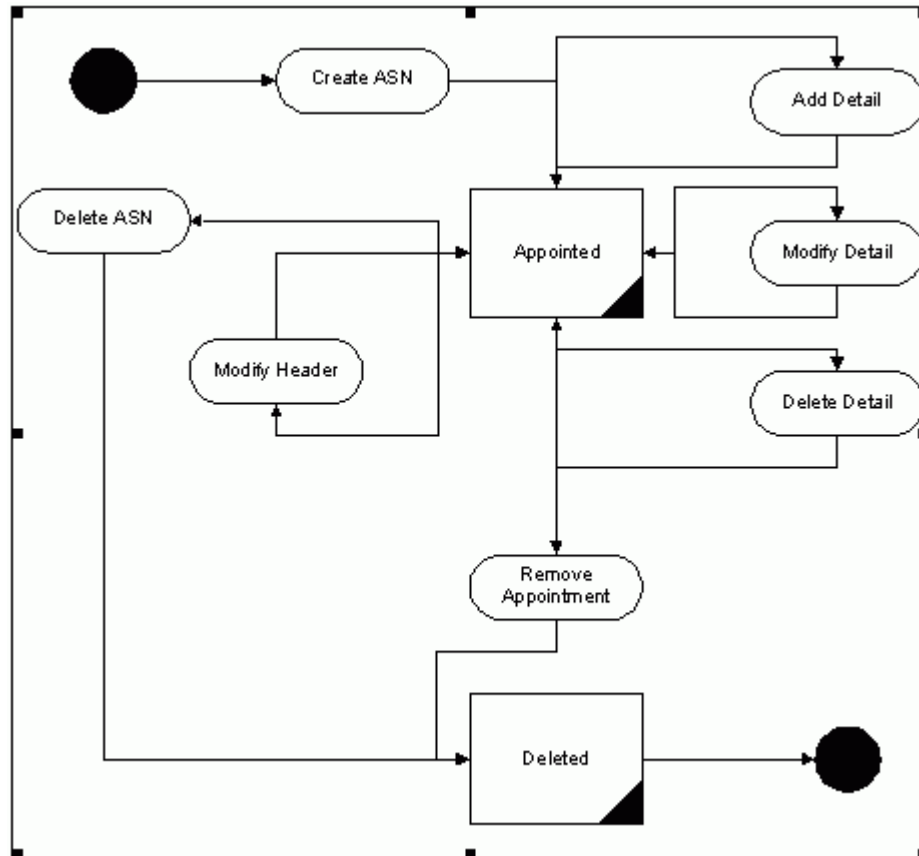 Create ASN
Add Detail
Delete ASN
Appointed
Modify Detail
Modify Header
Delete Detail
Remove
Appointment
Deleted